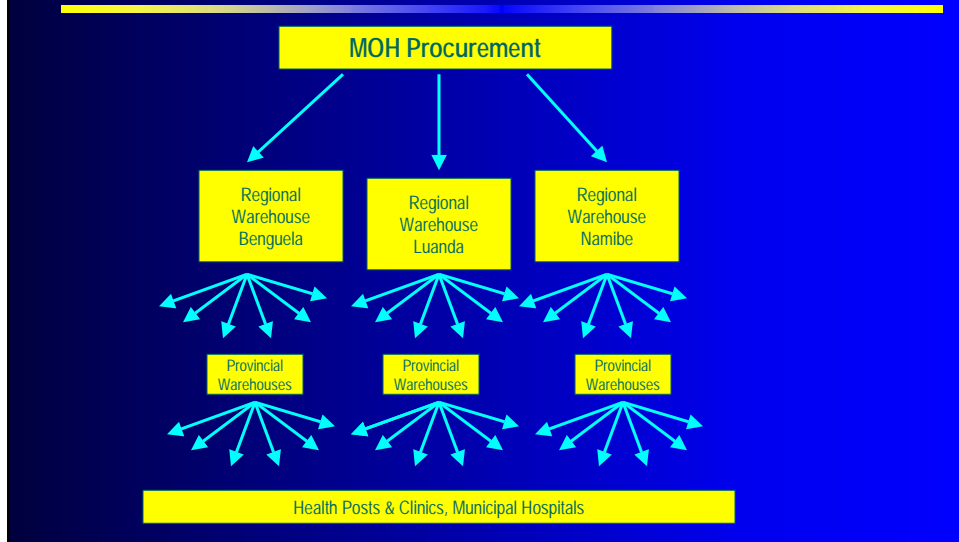 MOH Procurement
Regional
Warehouse
Benguela
Regional
Warehouse
Luanda
Regional
Warehouse
Namibe
Provincial
Warehouses
Provincial
Warehouses
Provincial
Warehouses
Health Posts & Clinics, Municipal Hospitals